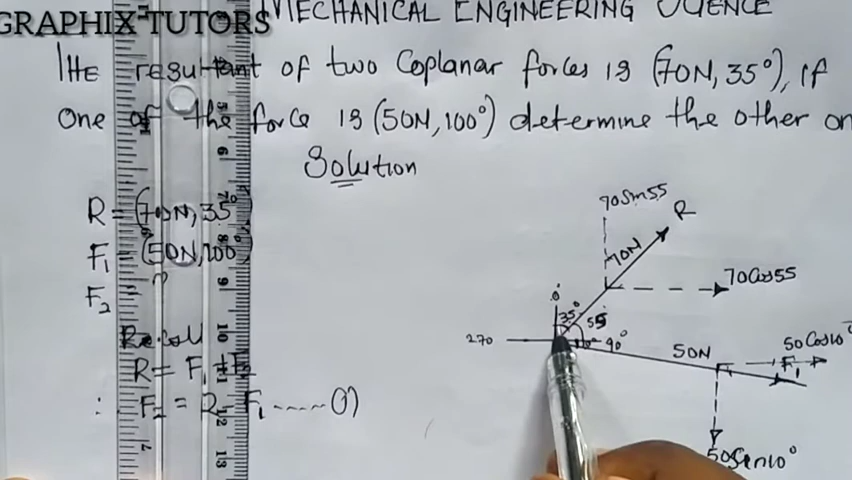 GRAPHIX TUTORS
MECHANICAL ENGINEERING SCIENCE
THE resultant of two Coplanar forces is (70N, 35°), if
One of the force is (50N, 100°) determine the other on
Solution
R = (70N, 35°)
F₁ = (50N, 100°)
F₂ = ?
Recall
R = F₁ + F₂
∴ F₂ = R - F₁ ------ (1)
70Sin55
R
70N
70Cos55
0°
35°
55
270
10°
90°
50N
50Cos10°
F₁
50Sin10°